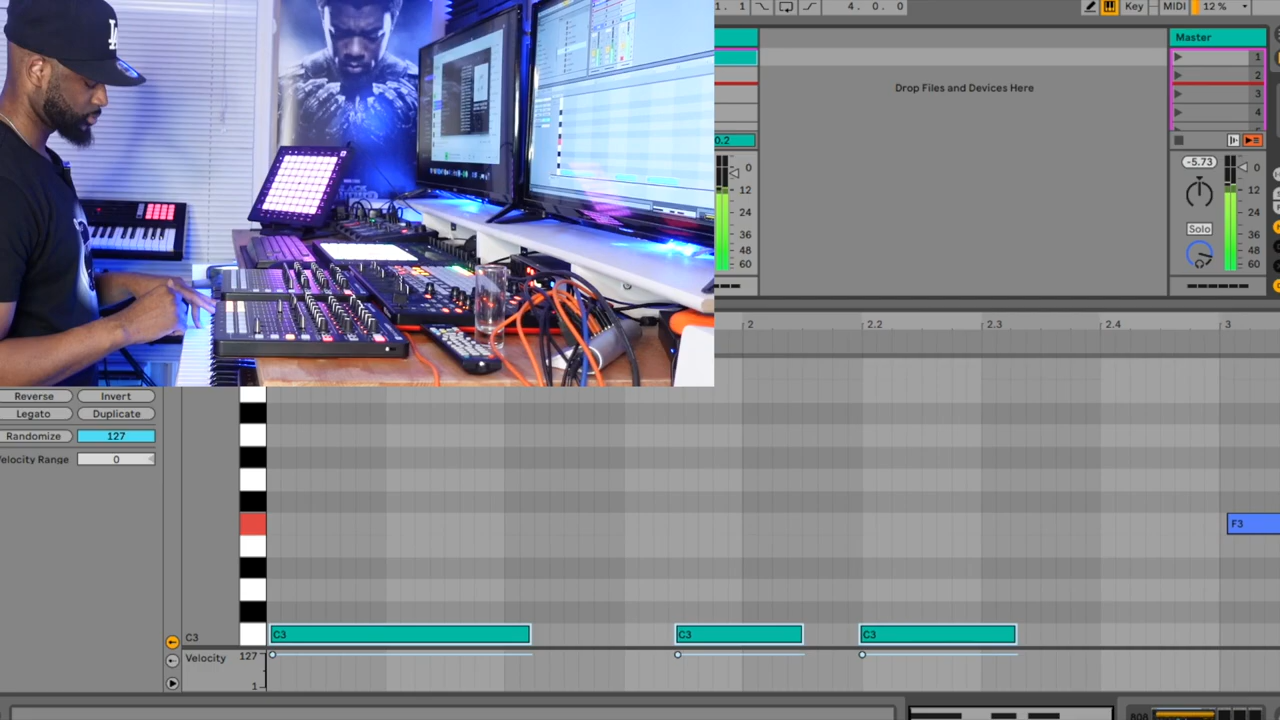 1. 1
4. 0. 0
Key
MIDI
12 %
Master
1
2
3
4
Drop Files and Devices Here
0.2
-5.73
0
12
24
36
48
60
0
12
24
36
48
60
Solo
2
2.2
2.3
2.4
3
Reverse
Invert
Legato
Duplicate
Randomize
127
elocity Range
0
F3
C3
C3
C3
C3
Velocity
127
1
808